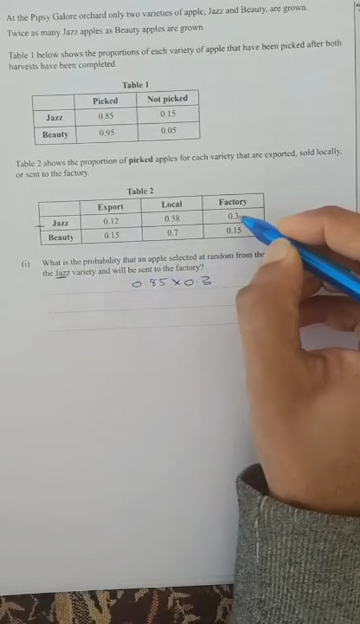 At the Pipsy Galore orchard only two varieties of apple, Jazz and Beauty, are grown.
Twice as many Jazz apples as Beauty apples are grown.
Table 1 below shows the proportions of each variety of apple that have been picked after both
harvests have been completed.
Table 1
Picked Not picked
Jazz 0.85 0.15
Beauty 0.95 0.05
Table 2 shows the proportion of picked apples for each variety that are exported, sold locally,
or sent to the factory.
Table 2
Export Local Factory
Jazz 0.12 0.58 0.3
Beauty 0.15 0.7 0.15
(i) What is the probability that an apple selected at random from the
the Jazz variety and will be sent to the factory?
0.85 × 0.3